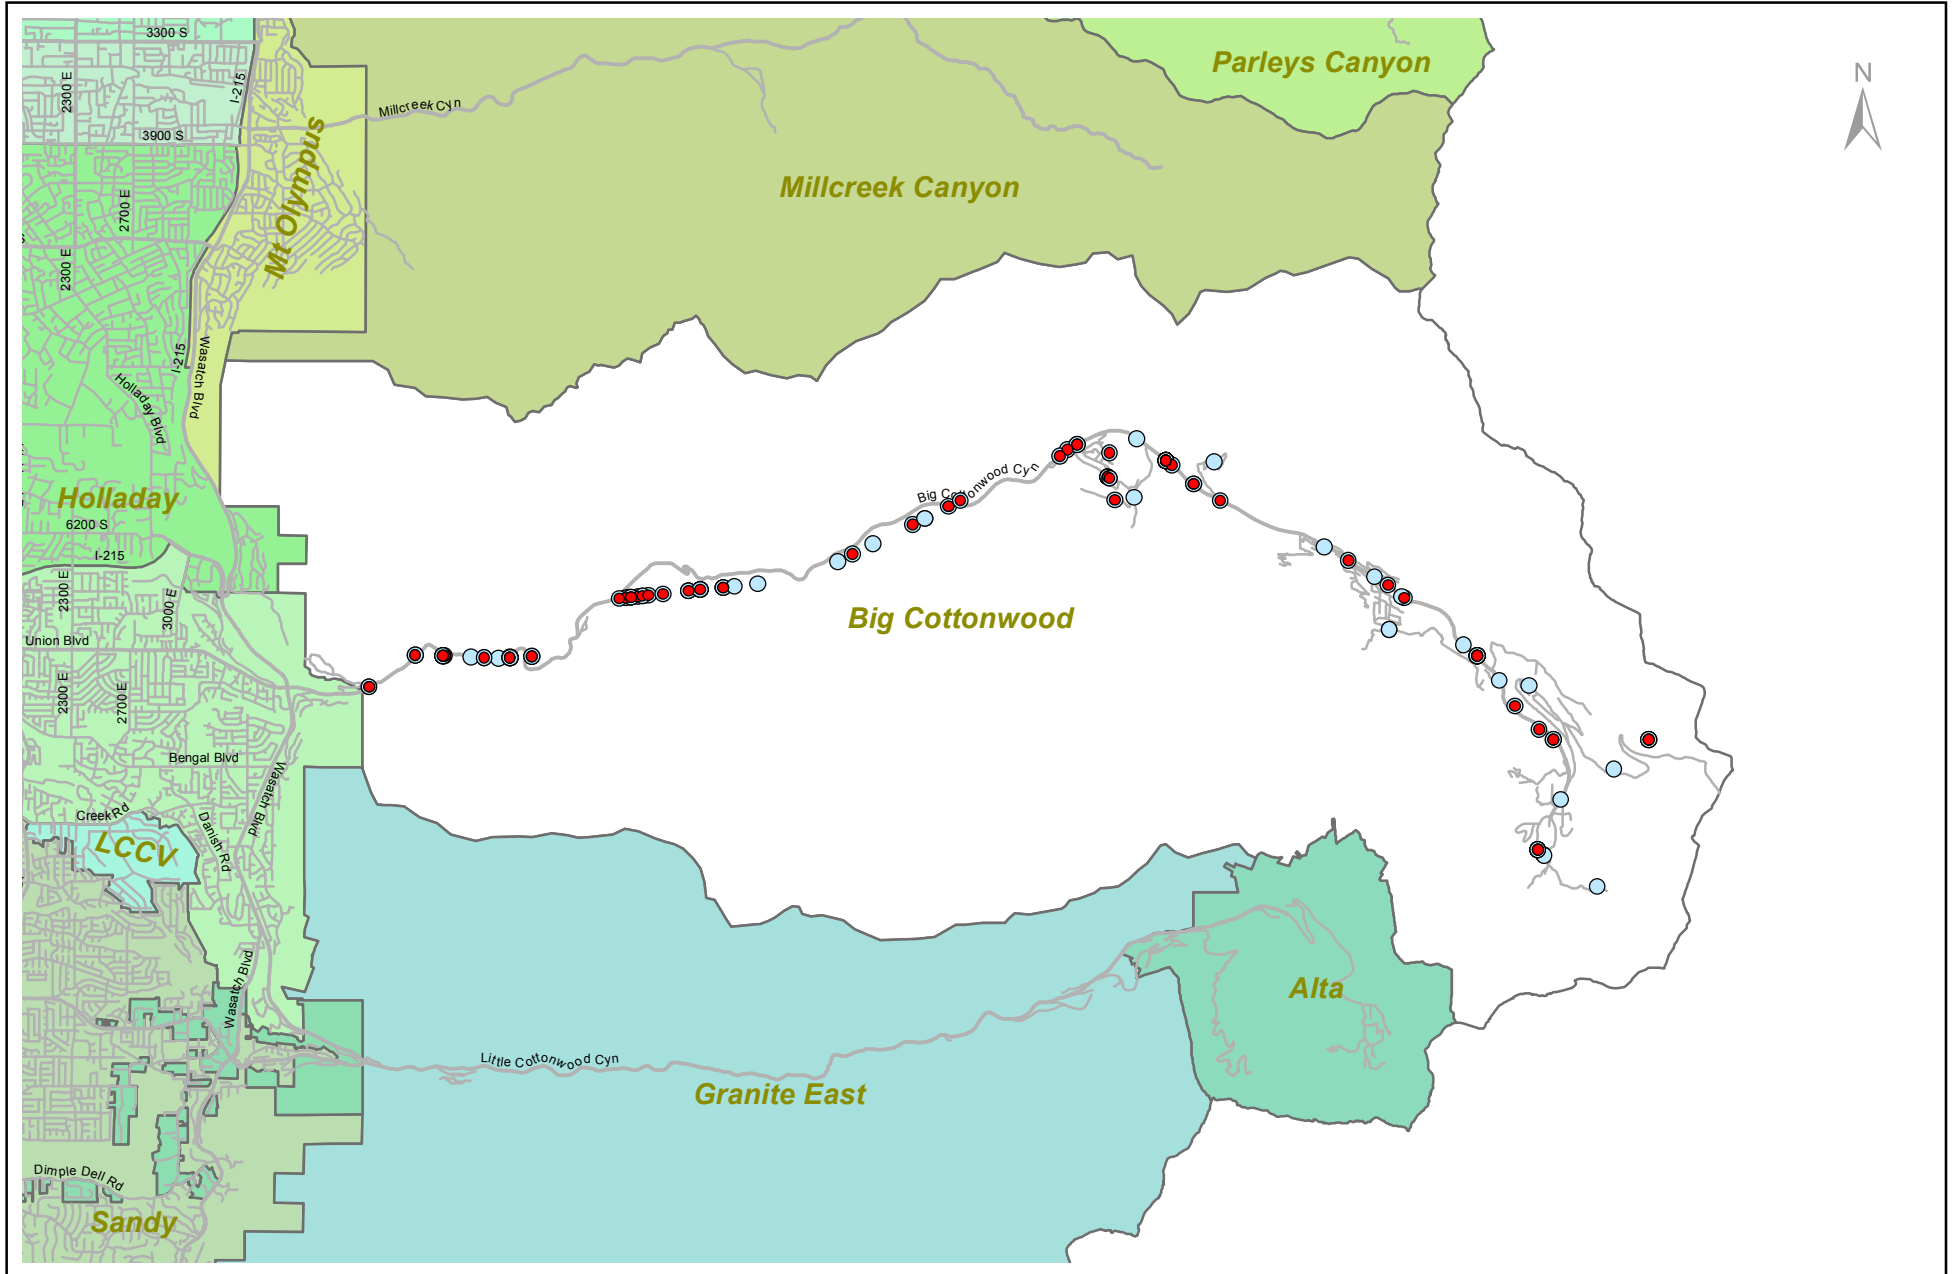 3300 S
Parleys Canyon
N
2300 E
I-215
Millcreek Cyn
3900 S
Mt Olympus
Millcreek Canyon
2700 E
2300 E
I-215
Wasatch Blvd
Holladay Blvd
Holladay
6200 S
I-215
Big Cottonwood Cyn
2300 E
3000 E
Union Blvd
Big Cottonwood
2300 E
2700 E
Bengal Blvd
Wasatch Blvd
Creek Rd
Danish Rd
LCCV
Wasatch Blvd
Alta
Little Cottonwood Cyn
Granite East
Dimple Dell Rd
Sandy